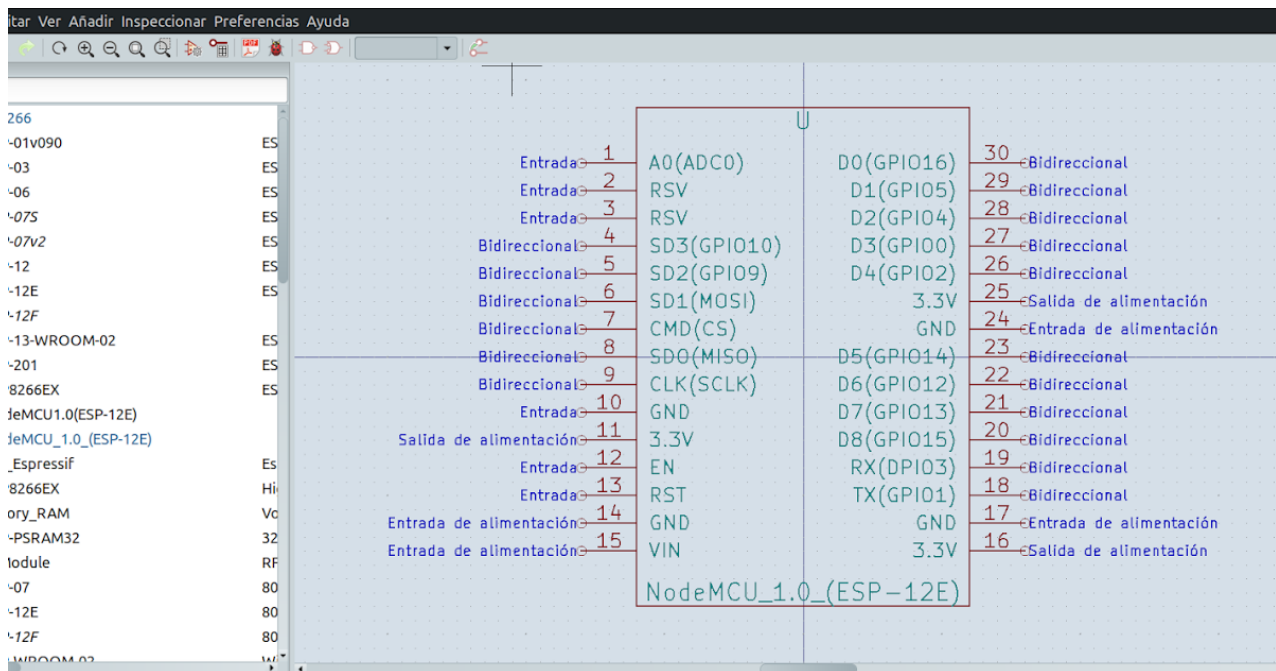 itar Ver Añadir Inspeccionar Preferencias Ayuda
PDF
266
-01v090 ES
-03 ES
-06 ES
-07S ES
-07v2 ES
-12 ES
-12E ES
-12F
-13-WROOM-02 ES
-201 ES
8266EX ES
deMCU1.0(ESP-12E)
deMCU_1.0_(ESP-12E)
_Espressif Es
8266EX Hi
ory_RAM Vo
-PSRAM32 32
Module RF
-07 80
-12E 80
-12F 80
-WROOM-02 W
U
Entrada 1 A0(ADC0) D0(GPIO16) 30 Bidireccional
Entrada 2 RSV D1(GPIO5) 29 Bidireccional
Entrada 3 RSV D2(GPIO4) 28 Bidireccional
Bidireccional 4 SD3(GPIO10) D3(GPIO0) 27 Bidireccional
Bidireccional 5 SD2(GPIO9) D4(GPIO2) 26 Bidireccional
Bidireccional 6 SD1(MOSI) 3.3V 25 Salida de alimentación
Bidireccional 7 CMD(CS) GND 24 Entrada de alimentación
Bidireccional 8 SD0(MISO) D5(GPIO14) 23 Bidireccional
Bidireccional 9 CLK(SCLK) D6(GPIO12) 22 Bidireccional
Entrada 10 GND D7(GPIO13) 21 Bidireccional
Salida de alimentación 11 3.3V D8(GPIO15) 20 Bidireccional
Entrada 12 EN RX(DPIO3) 19 Bidireccional
Entrada 13 RST TX(GPIO1) 18 Bidireccional
Entrada de alimentación 14 GND GND 17 Entrada de alimentación
Entrada de alimentación 15 VIN 3.3V 16 Salida de alimentación
NodeMCU_1.0_(ESP-12E)